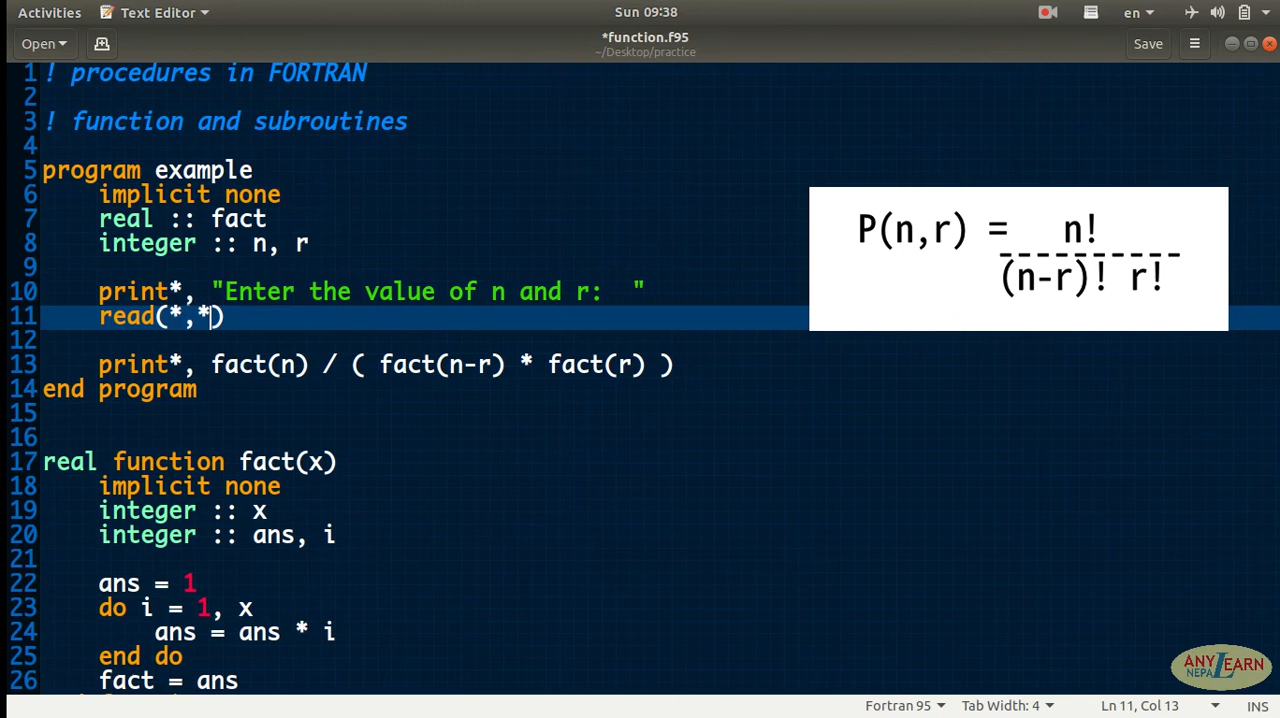 Activities Text Editor Sun 09:38 en
Open *function.f95 Save
~/Desktop/practice
1 ! procedures in FORTRAN
2
3 ! function and subroutines
4
5 program example
6     implicit none
7     real :: fact
8     integer :: n, r
9
10     print*, "Enter the value of n and r:  "
11     read(*,*)
12
13     print*, fact(n) / ( fact(n-r) * fact(r) )
14 end program
15
16
17 real function fact(x)
18     implicit none
19     integer :: x
20     integer :: ans, i
21
22     ans = 1
23     do i = 1, x
24         ans = ans * i
25     end do
26     fact = ans
P(n,r) = n!
------------
(n-r)! r!
ANY LEARN
NEPAL
Fortran 95 Tab Width: 4 Ln 11, Col 13 INS